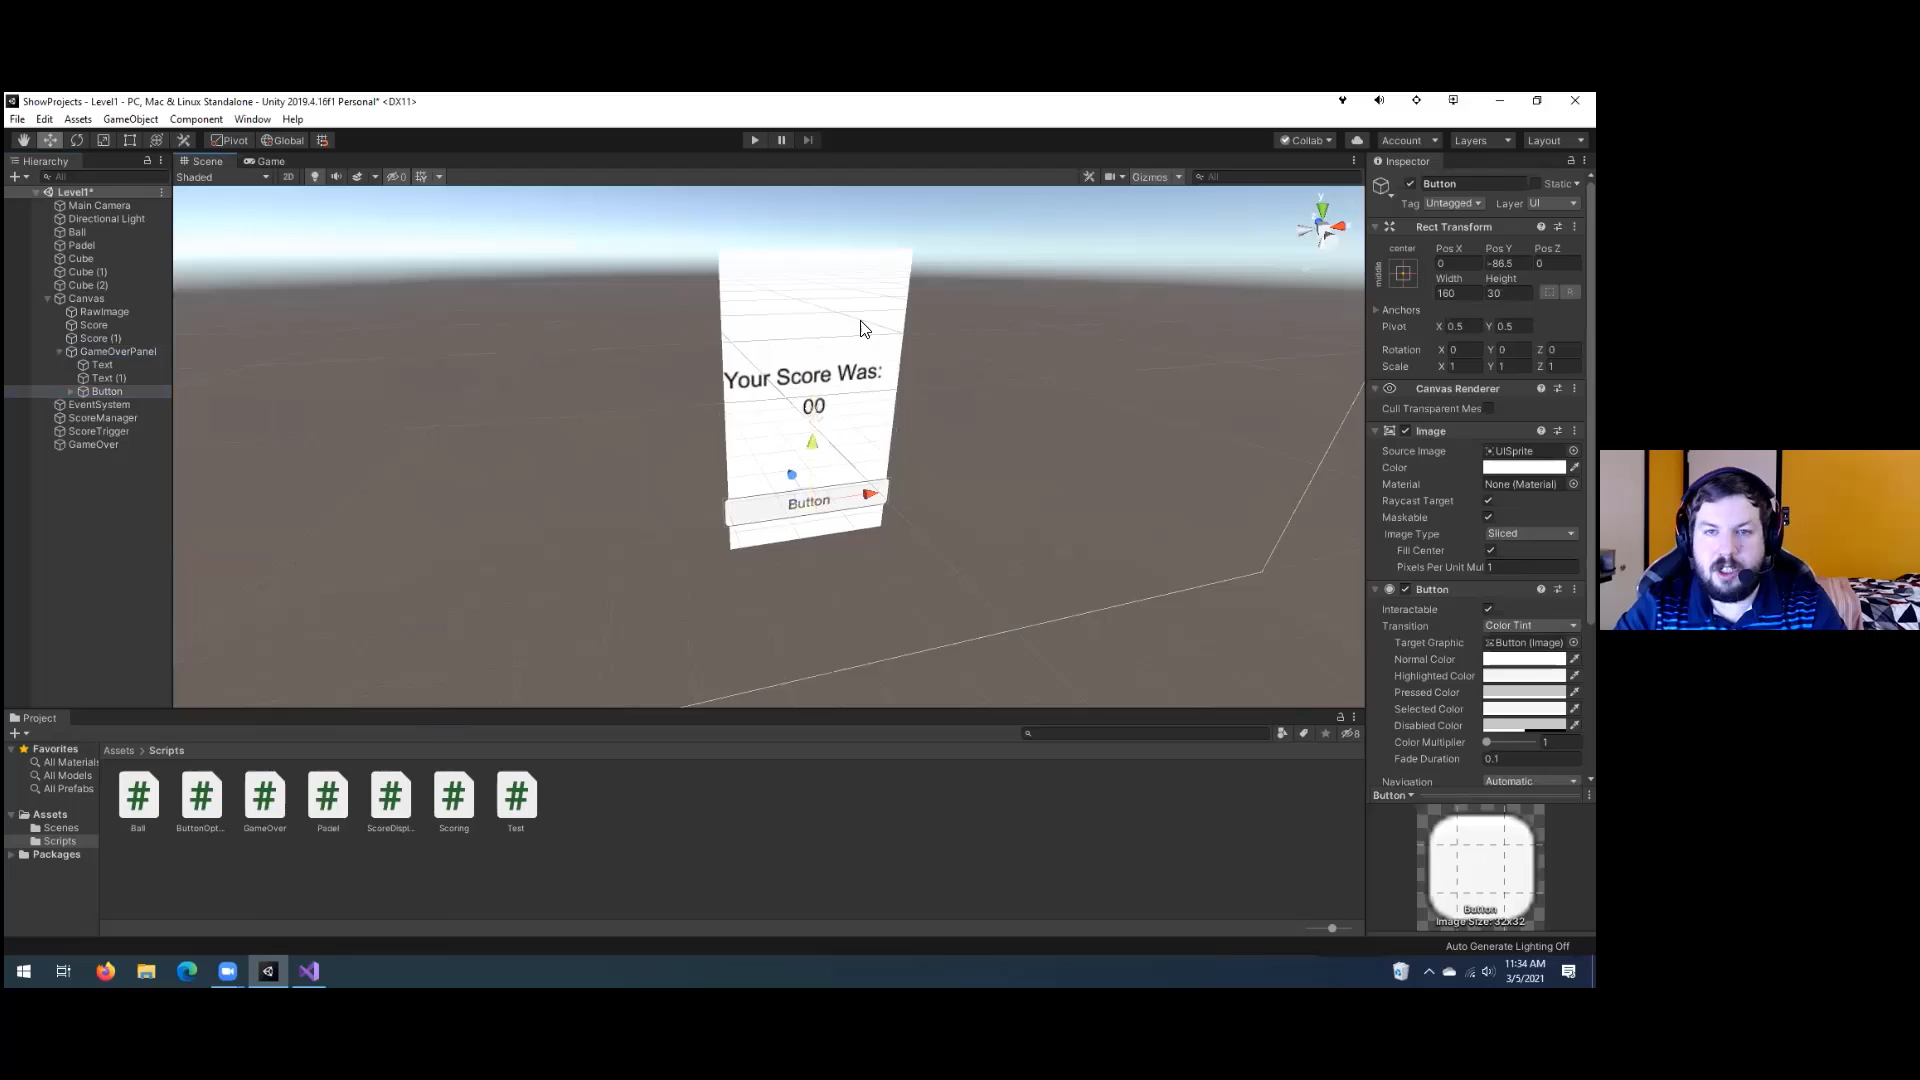 ShowProjects - Level1 - PC, Mac & Linux Standalone - Unity 2019.4.16f1 Personal* <DX11>
File Edit Assets GameObject Component Window Help
Pivot Global Collab Account Layers Layout
Hierarchy
All
Level1*
Main Camera
Directional Light
Ball
Padel
Cube
Cube (1)
Cube (2)
Canvas
RawImage
Score
Score (1)
GameOverPanel
Text
Text (1)
Button
EventSystem
ScoreManager
ScoreTrigger
GameOver
Scene Game
Shaded 2D 0 Gizmos All
y
Your Score Was:
00
Button
Inspector
Button Static
Tag Untagged Layer UI
Rect Transform
center Pos X Pos Y Pos Z
middle 0 -86.5 0
Width Height
160 30 R
Anchors
Pivot X 0.5 Y 0.5
Rotation X 0 Y 0 Z 0
Scale X 1 Y 1 Z 1
Canvas Renderer
Cull Transparent Mes
Image
Source Image UISprite
Color
Material None (Material)
Raycast Target
Maskable
Image Type Sliced
Fill Center
Pixels Per Unit Mul 1
Button
Interactable
Transition Color Tint
Target Graphic Button (Image)
Normal Color
Highlighted Color
Pressed Color
Selected Color
Disabled Color
Color Multiplier 1
Fade Duration 0.1
Navigation Automatic
Button
Button
Image Size: 32x32
Project
8
Favorites
All Materials
All Models
All Prefabs
Assets
Scenes
Scripts
Packages
Assets > Scripts
# # # # # # #
Ball ButtonOpt... GameOver Padel ScoreDispl... Scoring Test
Auto Generate Lighting Off
11:34 AM
3/5/2021